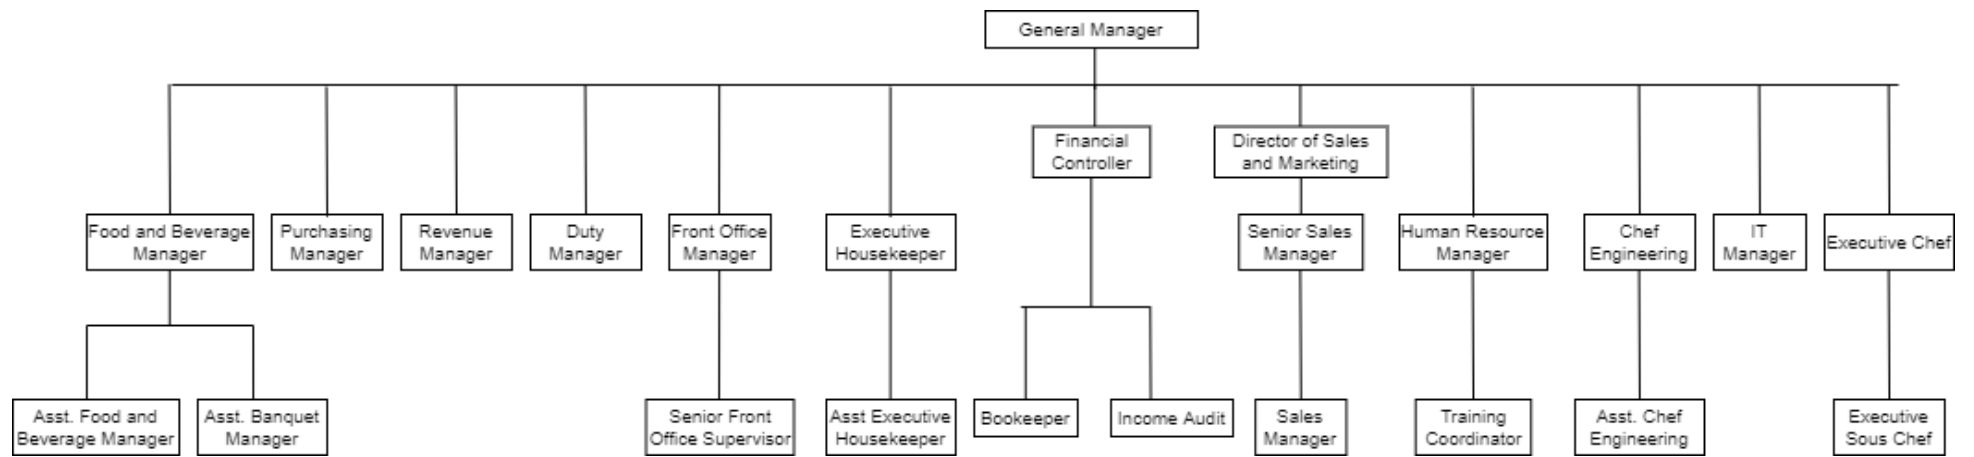 General Manager
Financial
Controller
Director of Sales
and Marketing
Food and Beverage
Manager
Purchasing
Manager
Revenue
Manager
Duty
Manager
Front Office
Manager
Executive
Housekeeper
Senior Sales
Manager
Human Resource
Manager
Chef
Engineering
IT
Manager
Executive Chef
Asst. Food and
Beverage Manager
Asst. Banquet
Manager
Senior Front
Office Supervisor
Asst Executive
Housekeeper
Bookeeper
Income Audit
Sales
Manager
Training
Coordinator
Asst. Chef
Engineering
Executive
Sous Chef